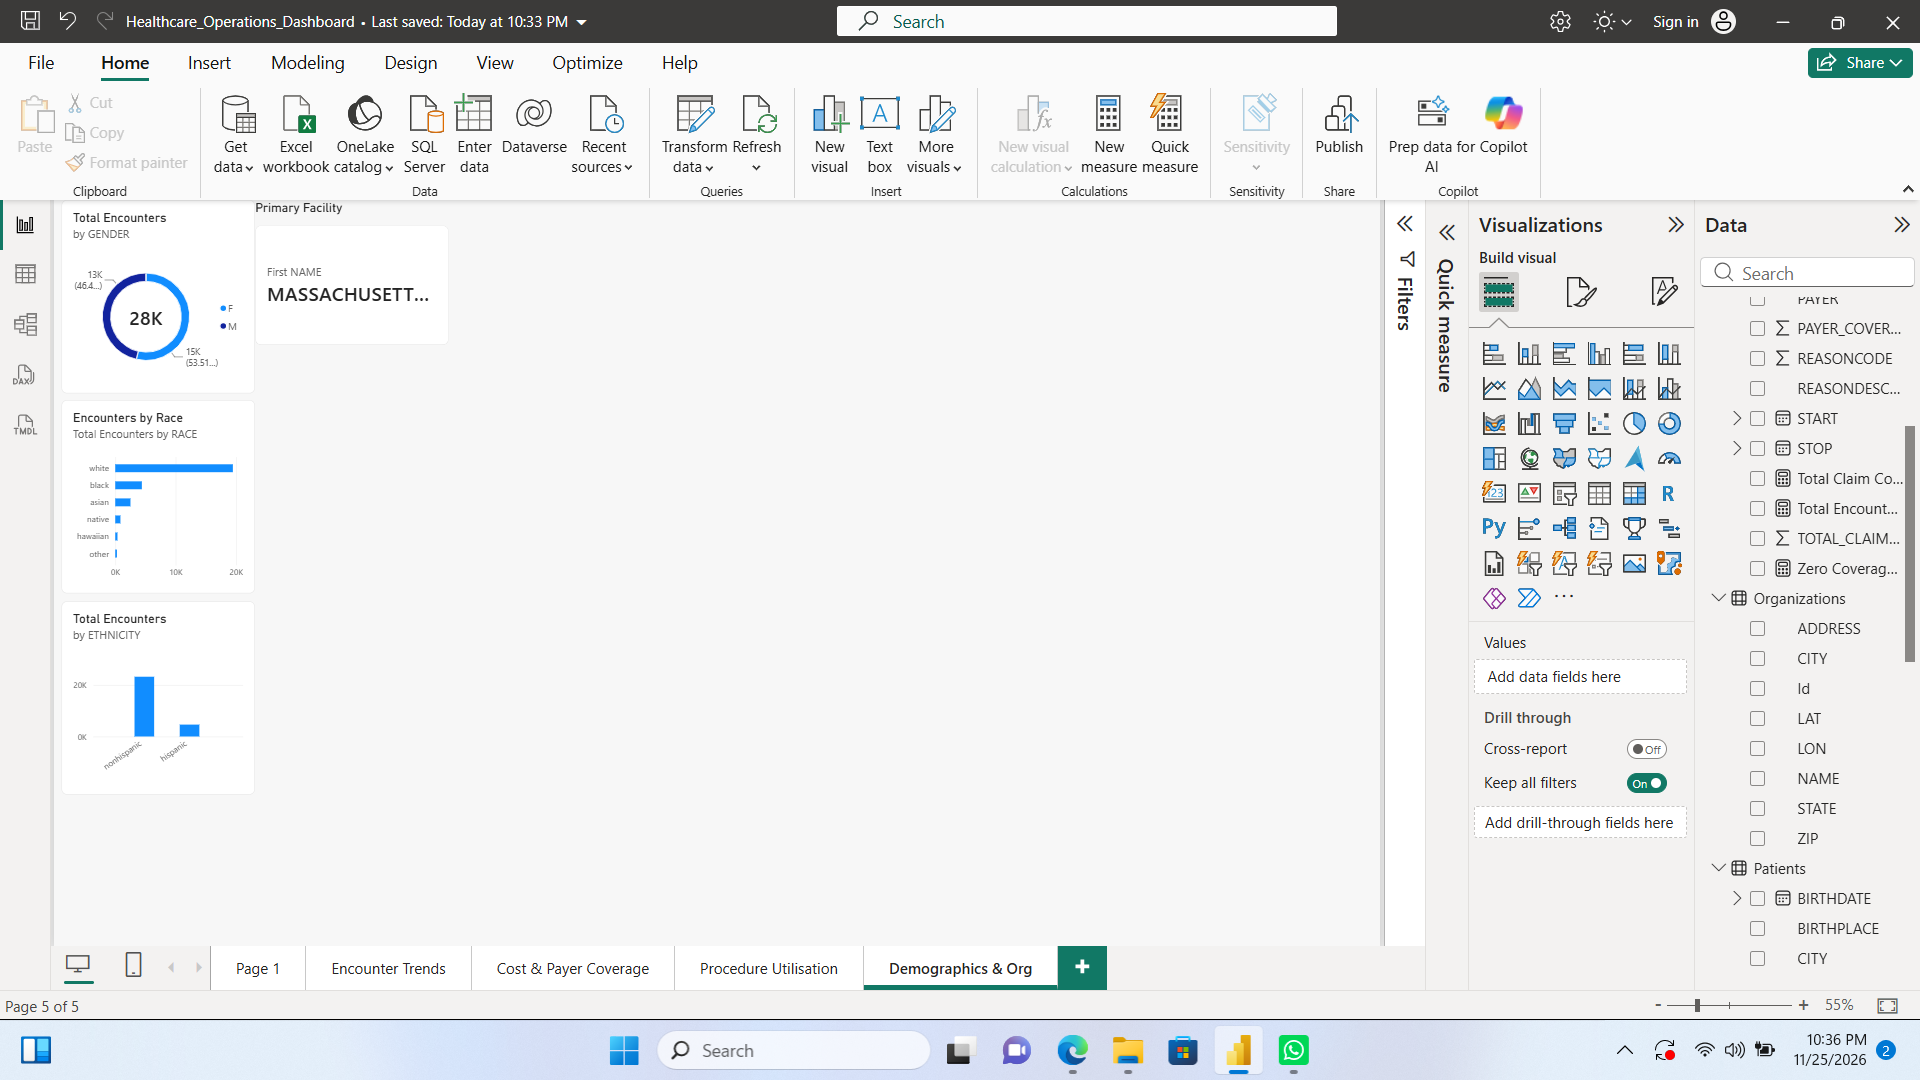 Healthcare_Operations_Dashboard • Last saved: Today at 10:33 PM
Search
Sign in
File
Home
Insert
Modeling
Design
View
Optimize
Help
Share
Paste
Cut
Copy
Format painter
Clipboard
Get data
Excel workbook
OneLake catalog
SQL Server
Enter data
Dataverse
Recent sources
Data
Transform data
Refresh
Queries
New visual
Text box
More visuals
Insert
New visual calculation
New measure
Quick measure
Calculations
Sensitivity
Sensitivity
Publish
Share
Prep data for AI
Copilot
Copilot
DAX
TMDL
Total Encounters
by GENDER
13K
(46.4...)
28K
F
M
15K
(53.51...)
Primary Facility
First NAME
MASSACHUSETT...
Encounters by Race
Total Encounters by RACE
white
black
asian
native
hawaiian
other
0K
10K
20K
Total Encounters
by ETHNICITY
20K
0K
nonhispanic
hispanic
Filters
Quick measure
Visualizations
Build visual
123
R
Py
Values
Add data fields here
Drill through
Cross-report
Off
Keep all filters
On
Add drill-through fields here
Data
Search
PAYER
PAYER_COVER...
REASONCODE
REASONDESC...
START
STOP
Total Claim Co...
Total Encount...
TOTAL_CLAIM...
Zero Coverag...
Organizations
ADDRESS
CITY
Id
LAT
LON
NAME
STATE
ZIP
Patients
BIRTHDATE
BIRTHPLACE
CITY
Page 1
Encounter Trends
Cost & Payer Coverage
Procedure Utilisation
Demographics & Org
Page 5 of 5
- + 55%
Search
10:36 PM
11/25/2026
2